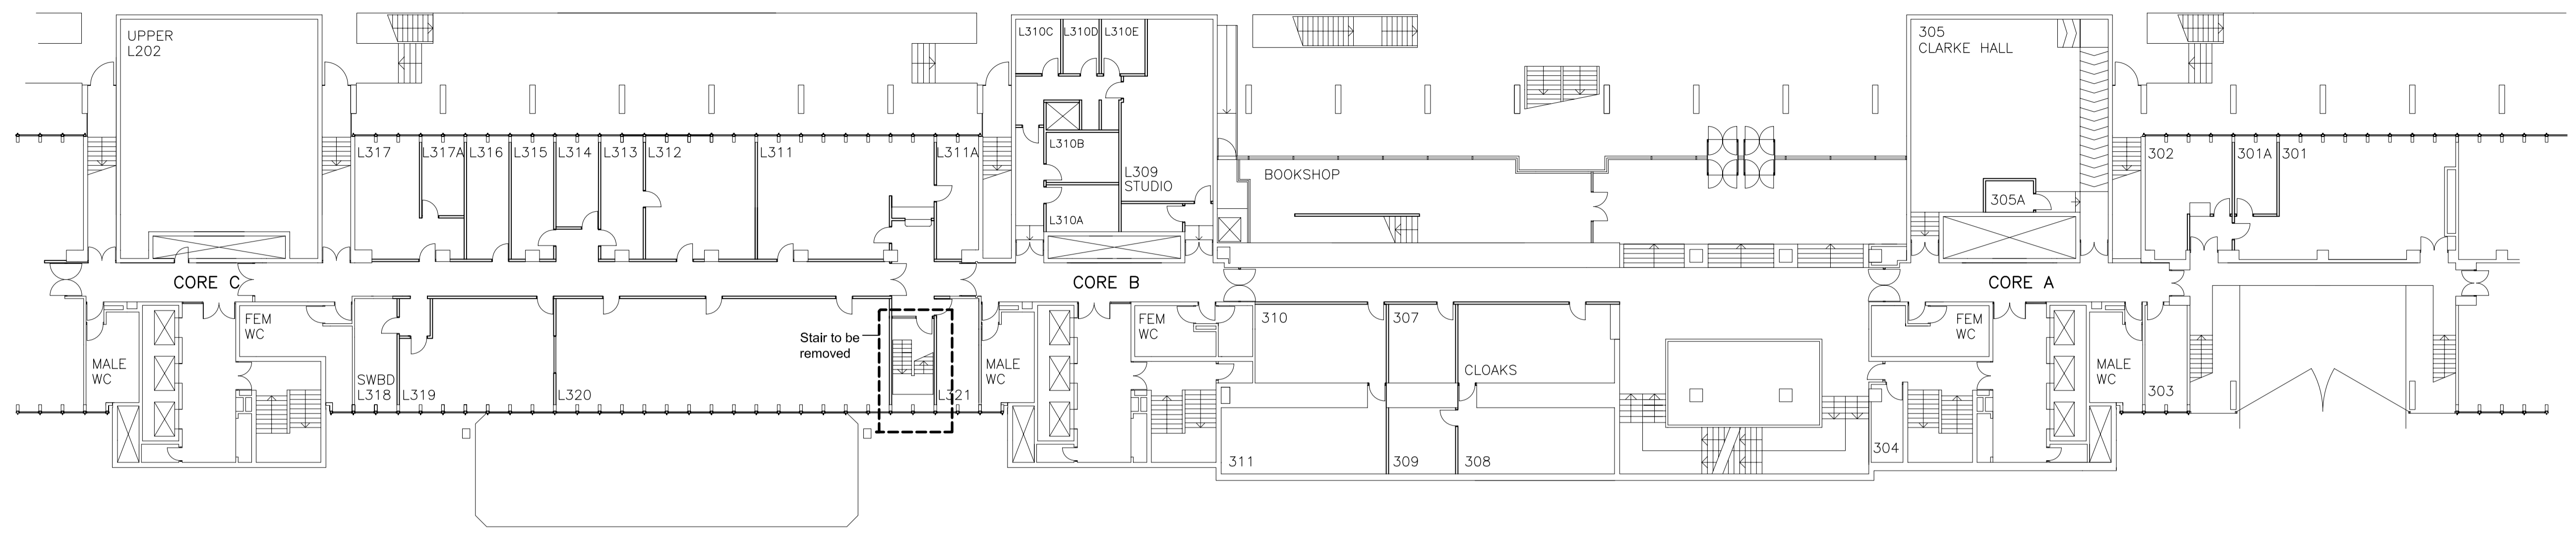 UPPER
L202
L310C
L310D
L310E
305
CLARKE HALL
L317
L317A
L316
L315
L314
L313
L312
L311
L311A
L310B
L309
STUDIO
L310A
BOOKSHOP
305A
302
301A
301
CORE C
CORE B
CORE A
MALE
WC
FEM
WC
SWBD
L318
L319
L320
Stair to be
removed
L321
MALE
WC
FEM
WC
310
307
CLOAKS
311
309
308
304
FEM
WC
MALE
WC
303